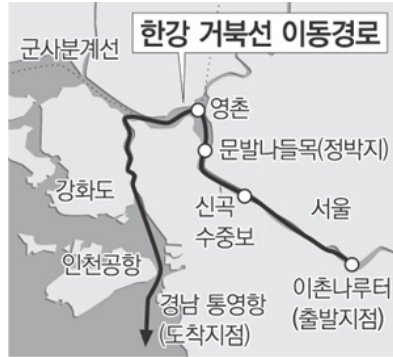 한강 거북선 이동경로
군사분계선
영촌
문발나들목(정박지)
강화도
신곡
수중보
서울
인천공항
이촌나루터
(출발지점)
경남 통영항
(도착지점)